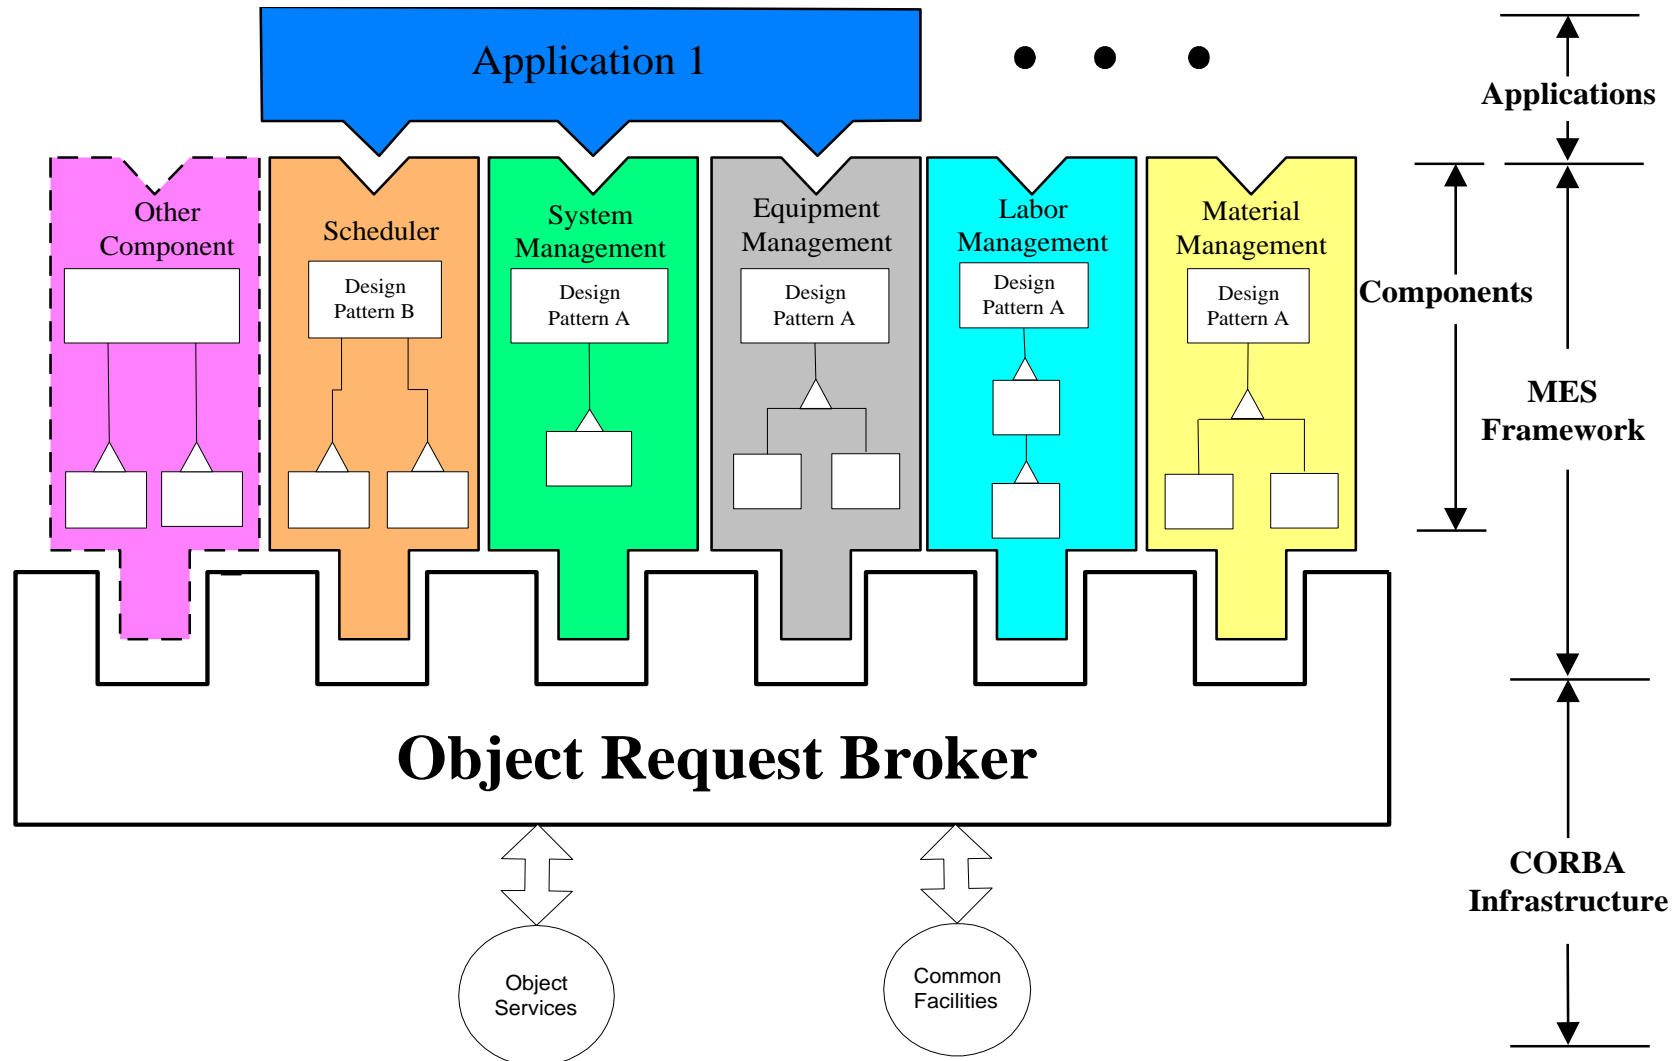 Application 1
Applications
Other
Component
Scheduler
System
Management
Equipment
Management
Labor
Management
Material
Management
Design
Pattern B
Design
Pattern A
Design
Pattern A
Design
Pattern A
Design
Pattern A
Components
MES
Framework
Object Request Broker
CORBA
Infrastructure
Object
Services
Common
Facilities